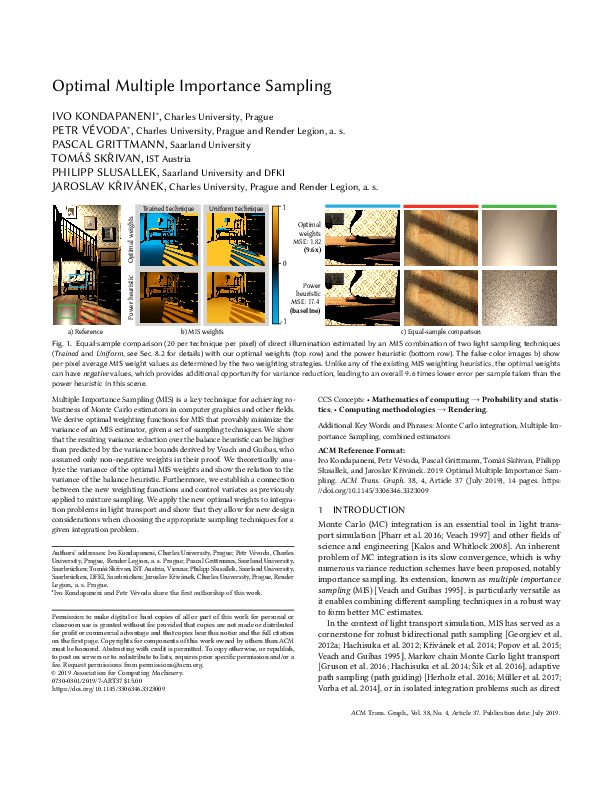 Optimal Multiple Importance Sampling
IVO KONDAPANENI*, Charles University, Prague
PETR VÉVODA*, Charles University, Prague and Render Legion, a. s.
PASCAL GRITTMANN, Saarland University
TOMÁŠ SKŘIVAN, IST Austria
PHILIPP SLUSALLEK, Saarland University and DFKI
JAROSLAV KŘIVÁNEK, Charles University, Prague and Render Legion, a. s.
Trained technique
Uniform technique
Optimal weights
Power heuristic
1
0
-1
Optimal
weights
MSE: 1.82
(9.6x)
Power
heuristic
MSE: 17.4
(baseline)
a) Reference
b) MIS weights
c) Equal-sample comparison
Fig. 1. Equal-sample comparison (20 per technique per pixel) of direct illumination estimated by an MIS combination of two light sampling techniques
(Trained and Uniform, see Sec. 8.2 for details) with our optimal weights (top row) and the power heuristic (bottom row). The false-color images b) show
per-pixel average MIS weight values as determined by the two weighting strategies. Unlike any of the existing MIS weighting heuristics, the optimal weights
can have negative values, which provides additional opportunity for variance reduction, leading to an overall 9.6 times lower error per sample taken than the
power heuristic in this scene.
Multiple Importance Sampling (MIS) is a key technique for achieving ro-
bustness of Monte Carlo estimators in computer graphics and other fields.
We derive optimal weighting functions for MIS that provably minimize the
variance of an MIS estimator, given a set of sampling techniques. We show
that the resulting variance reduction over the balance heuristic can be higher
than predicted by the variance bounds derived by Veach and Guibas, who
assumed only non-negative weights in their proof. We theoretically ana-
lyze the variance of the optimal MIS weights and show the relation to the
variance of the balance heuristic. Furthermore, we establish a connection
between the new weighting functions and control variates as previously
applied to mixture sampling. We apply the new optimal weights to integra-
tion problems in light transport and show that they allow for new design
considerations when choosing the appropriate sampling techniques for a
given integration problem.
Authors' addresses: Ivo Kondapaneni, Charles University, Prague; Petr Vévoda, Charles
University, Prague, Render Legion, a. s. Prague; Pascal Grittmann, Saarland University,
Saarbrücken; Tomáš Skřivan, IST Austria, Vienna; Philipp Slusallek, Saarland University,
Saarbrücken, DFKI, Saarbrücken; Jaroslav Křivánek, Charles University, Prague, Render
Legion, a. s. Prague.
*Ivo Kondapaneni and Petr Vévoda share the first authorship of this work.
Permission to make digital or hard copies of all or part of this work for personal or
classroom use is granted without fee provided that copies are not made or distributed
for profit or commercial advantage and that copies bear this notice and the full citation
on the first page. Copyrights for components of this work owned by others than ACM
must be honored. Abstracting with credit is permitted. To copy otherwise, or republish,
to post on servers or to redistribute to lists, requires prior specific permission and/or a
fee. Request permissions from permissions@acm.org.
© 2019 Association for Computing Machinery.
0730-0301/2019/7-ART37 $15.00
https://doi.org/10.1145/3306346.3323009
CCS Concepts: • Mathematics of computing → Probability and statis-
tics; • Computing methodologies → Rendering.
Additional Key Words and Phrases: Monte Carlo integration, Multiple Im-
portance Sampling, combined estimators
ACM Reference Format:
Ivo Kondapaneni, Petr Vévoda, Pascal Grittmann, Tomáš Skřivan, Philipp
Slusallek, and Jaroslav Křivánek. 2019. Optimal Multiple Importance Sam-
pling. ACM Trans. Graph. 38, 4, Article 37 (July 2019), 14 pages. https:
//doi.org/10.1145/3306346.3323009
1 INTRODUCTION
Monte Carlo (MC) integration is an essential tool in light trans-
port simulation [Pharr et al. 2016; Veach 1997] and other fields of
science and engineering [Kalos and Whitlock 2008]. An inherent
problem of MC integration is its slow convergence, which is why
numerous variance reduction schemes have been proposed, notably
importance sampling. Its extension, known as multiple importance
sampling (MIS) [Veach and Guibas 1995], is particularly versatile as
it enables combining different sampling techniques in a robust way
to form better MC estimates.
In the context of light transport simulation, MIS has served as a
cornerstone for robust bidirectional path sampling [Georgiev et al.
2012a; Hachisuka et al. 2012; Křivánek et al. 2014; Popov et al. 2015;
Veach and Guibas 1995], Markov chain Monte Carlo light transport
[Gruson et al. 2016; Hachisuka et al. 2014; Šik et al. 2016], adaptive
path sampling (path guiding) [Herholz et al. 2016; Müller et al. 2017;
Vorba et al. 2014], or in isolated integration problems such as direct
ACM Trans. Graph., Vol. 38, No. 4, Article 37. Publication date: July 2019.